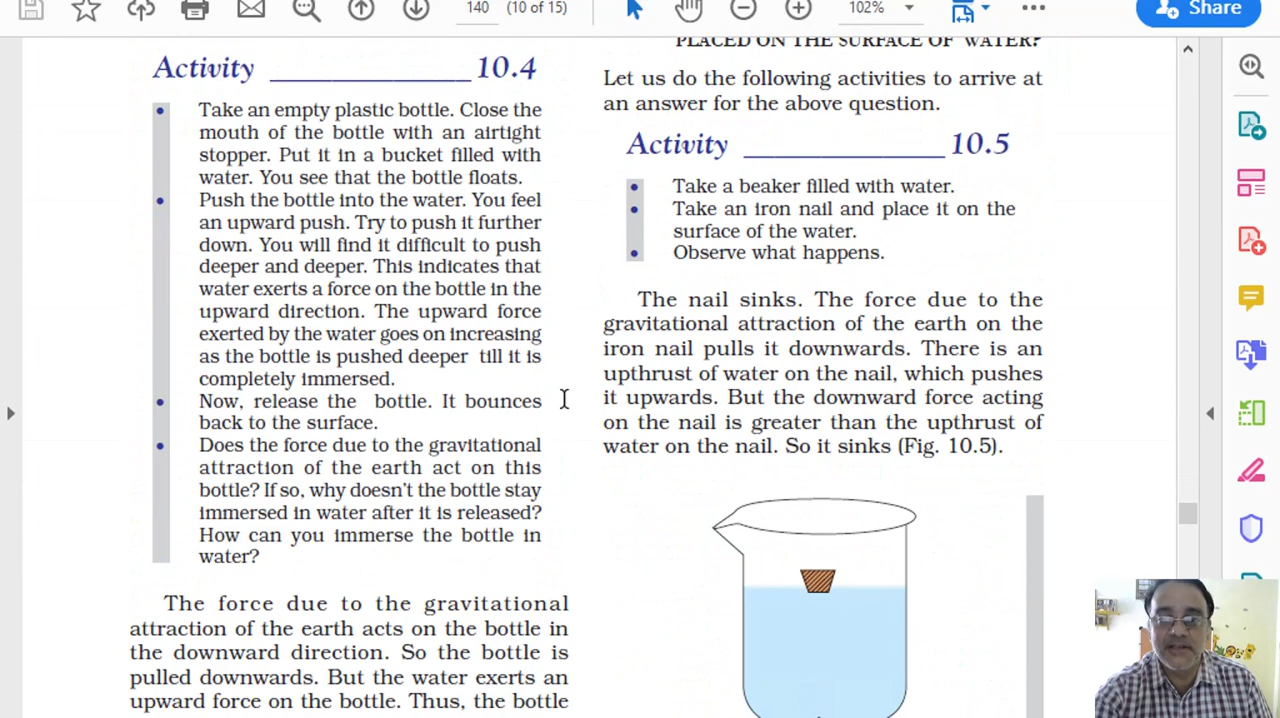 140 (10 of 15)
102%
Share
Activity 10.4
Take an empty plastic bottle. Close the
mouth of the bottle with an airtight
stopper. Put it in a bucket filled with
water. You see that the bottle floats.
Push the bottle into the water. You feel
an upward push. Try to push it further
down. You will find it difficult to push
deeper and deeper. This indicates that
water exerts a force on the bottle in the
upward direction. The upward force
exerted by the water goes on increasing
as the bottle is pushed deeper till it is
completely immersed.
Now, release the bottle. It bounces
back to the surface.
Does the force due to the gravitational
attraction of the earth act on this
bottle? If so, why doesn't the bottle stay
immersed in water after it is released?
How can you immerse the bottle in
water?
The force due to the gravitational
attraction of the earth acts on the bottle in
the downward direction. So the bottle is
pulled downwards. But the water exerts an
upward force on the bottle. Thus, the bottle
PLACED ON THE SURFACE OF WATER?
Let us do the following activities to arrive at
an answer for the above question.
Activity 10.5
Take a beaker filled with water.
Take an iron nail and place it on the
surface of the water.
Observe what happens.
The nail sinks. The force due to the
gravitational attraction of the earth on the
iron nail pulls it downwards. There is an
upthrust of water on the nail, which pushes
it upwards. But the downward force acting
on the nail is greater than the upthrust of
water on the nail. So it sinks (Fig. 10.5).